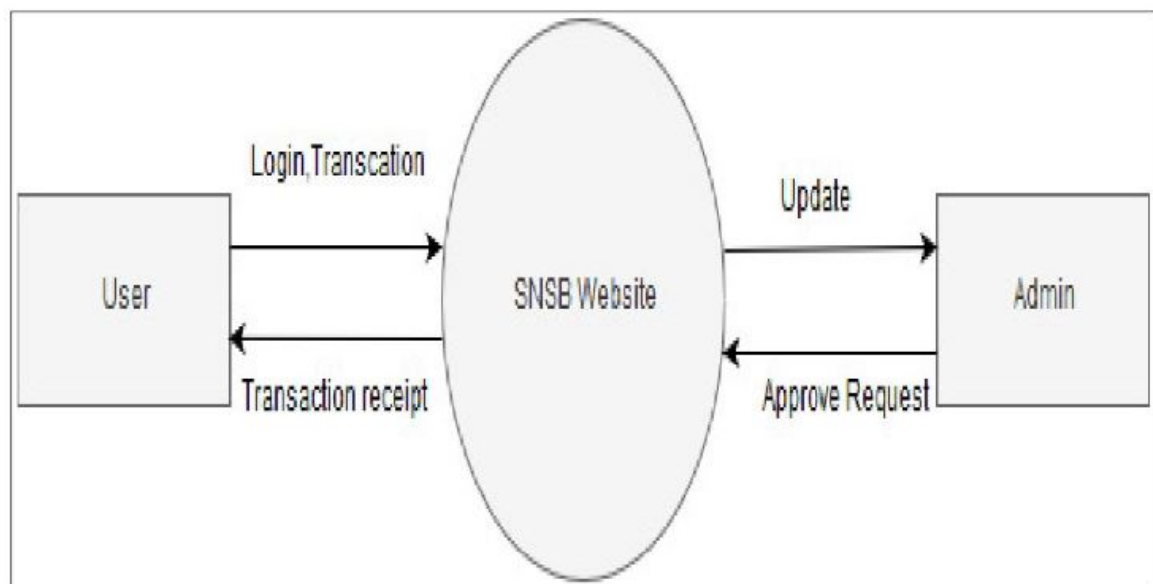 Login,Transcation
Update
User
SNSB Website
Admin
Transaction receipt
Approve Request